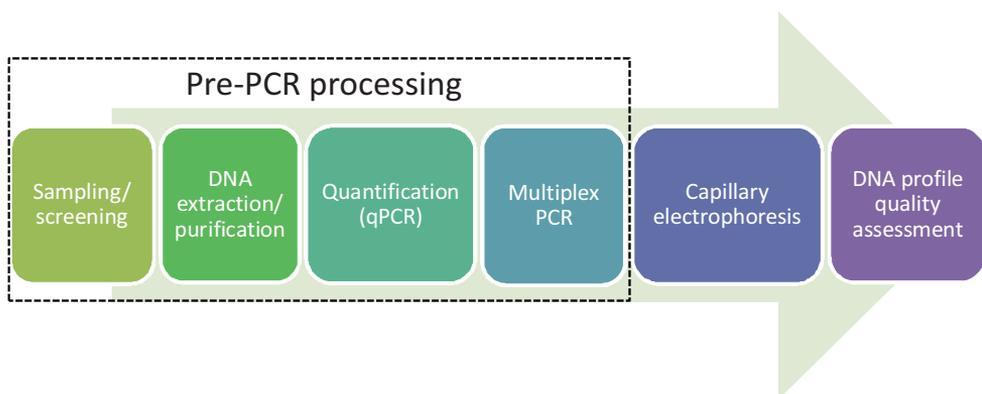 Pre-PCR processing
Sampling/
screening
DNA
extraction/
purification
Quantification
(qPCR)
Multiplex
PCR
Capillary
electrophoresis
DNA profile
quality
assessment